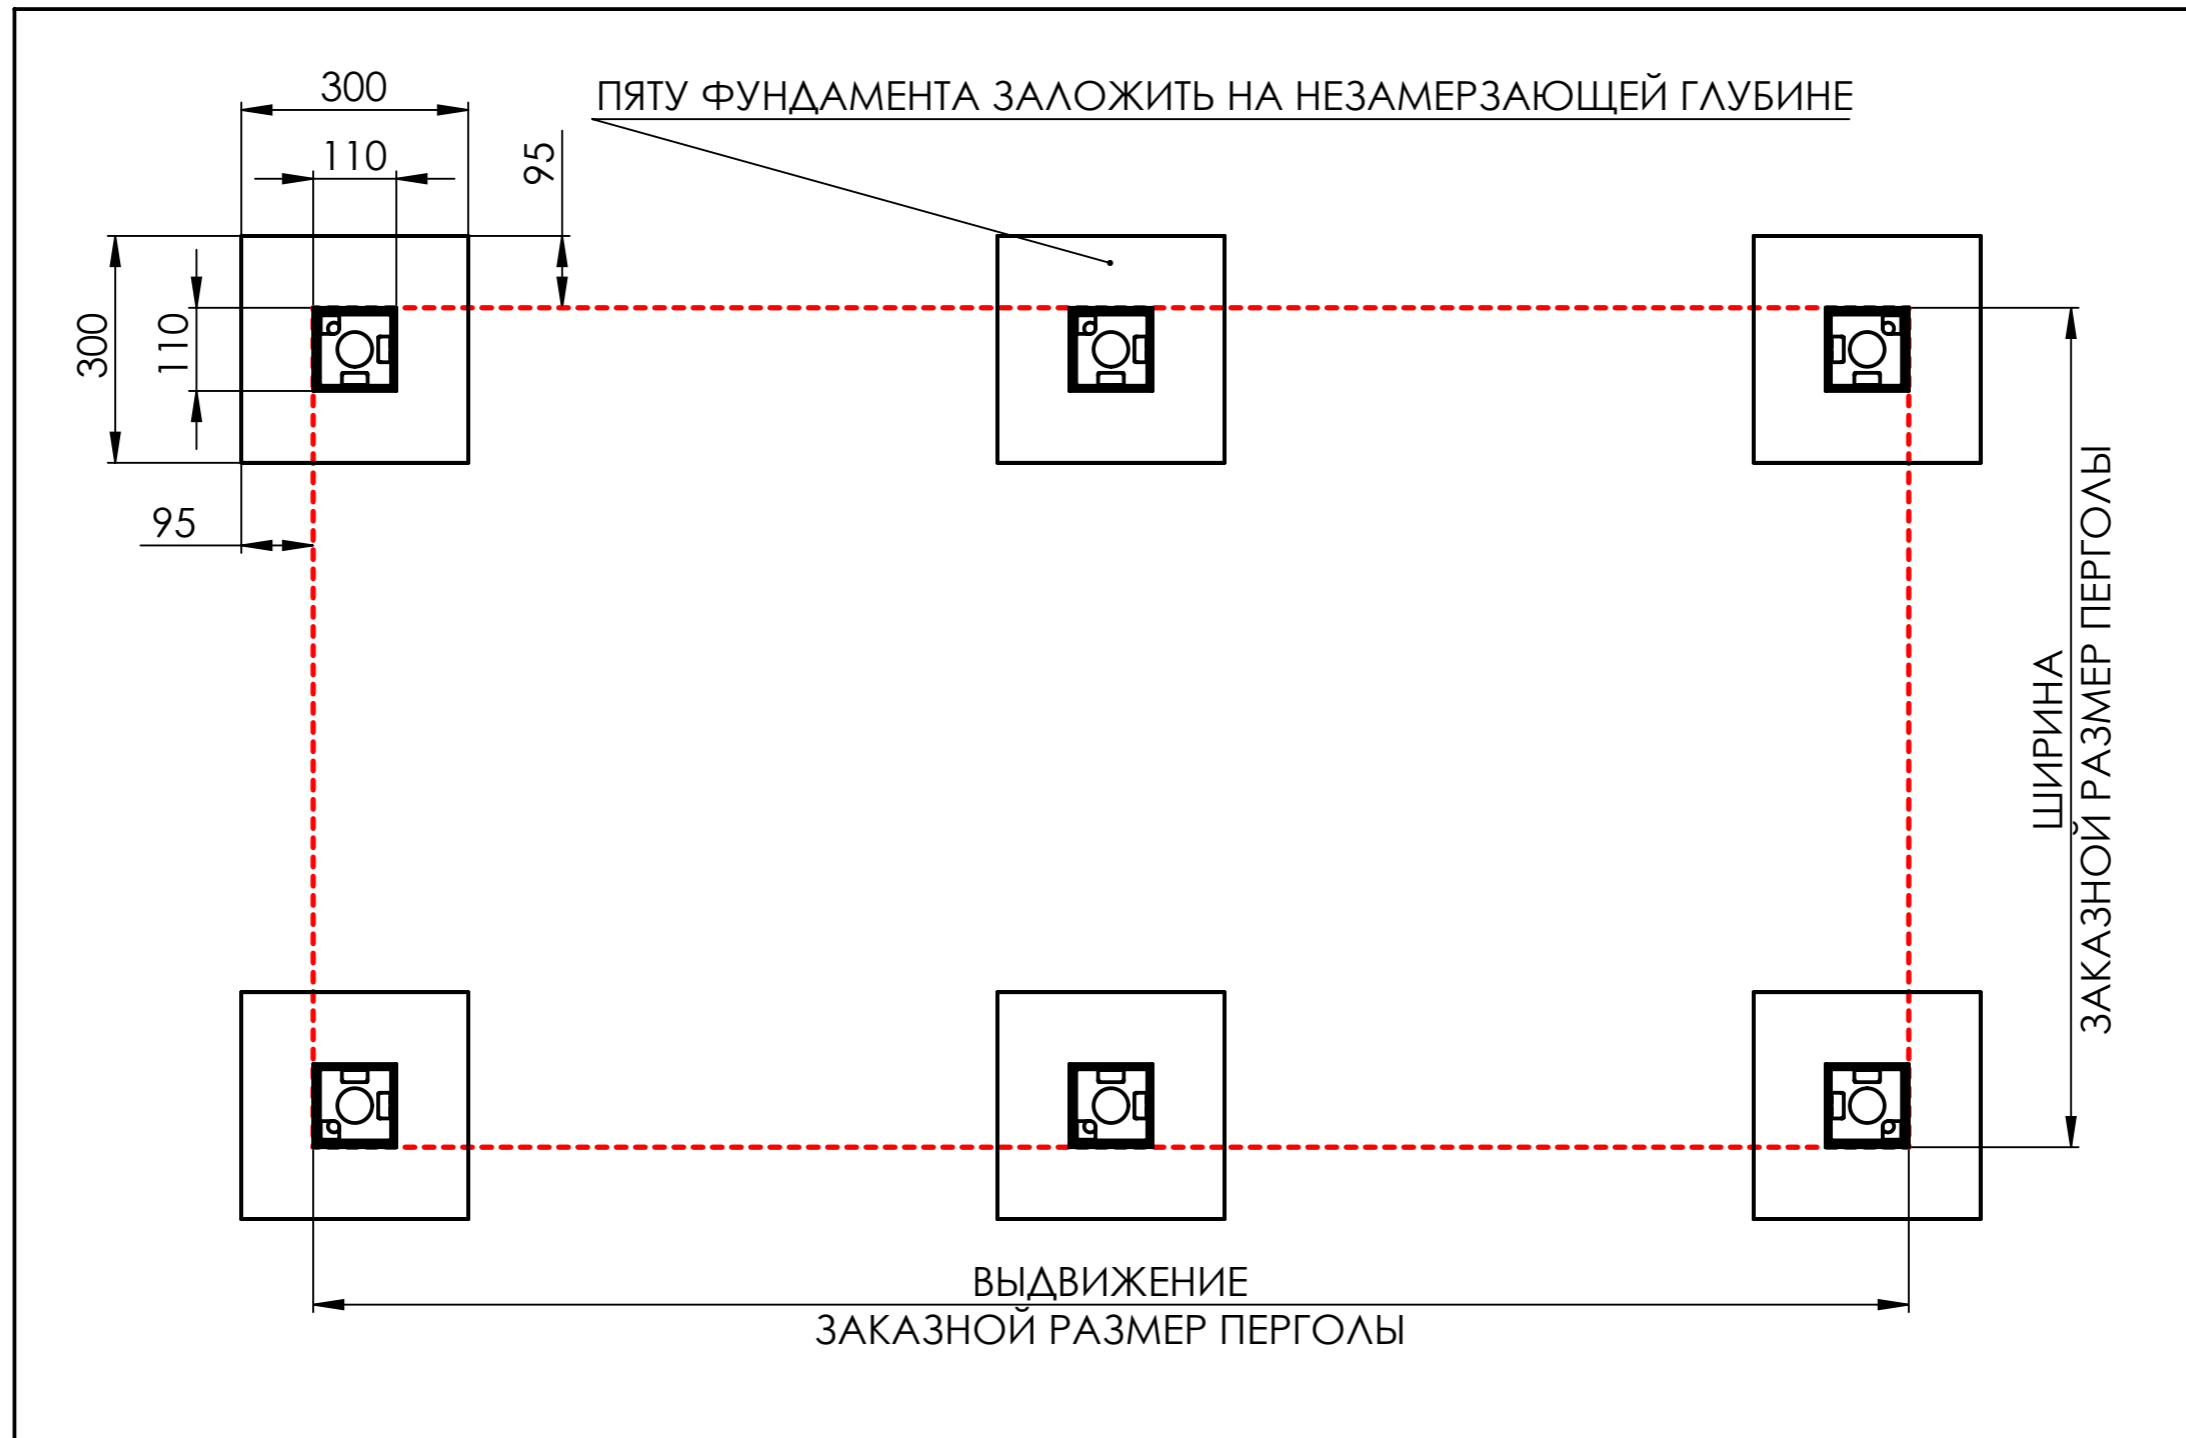 300
ПЯТУ ФУНДАМЕНТА ЗАЛОЖИТЬ НА НЕЗАМЕРЗАЮЩЕЙ ГЛУБИНЕ
110
95
300
110
95
ШИРИНА
ЗАКАЗНОЙ РАЗМЕР ПЕРГОЛЫ
ВЫДВИЖЕНИЕ
ЗАКАЗНОЙ РАЗМЕР ПЕРГОЛЫ